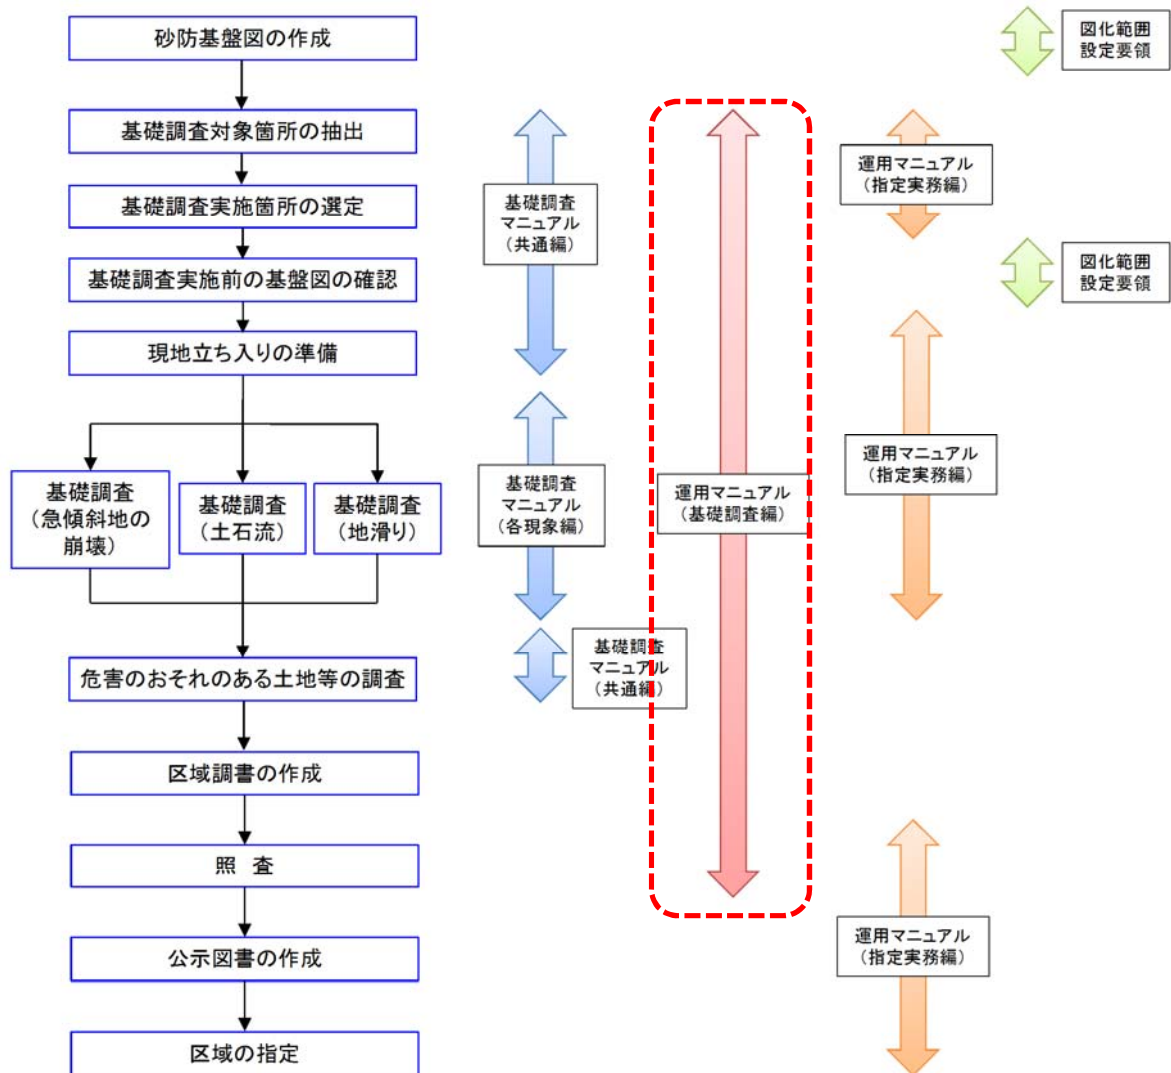 砂防基盤図の作成
基礎調査対象箇所の抽出
基礎調査実施箇所の選定
基礎調査実施前の基盤図の確認
現地立ち入りの準備
基礎調査
(急傾斜地の
崩壊)
基礎調査
(土石流)
基礎調査
(地滑り)
危害のおそれのある土地等の調査
区域調書の作成
照 査
公示図書の作成
区域の指定
基礎調査
マニュアル
(共通編)
基礎調査
マニュアル
(各現象編)
基礎調査
マニュアル
(共通編)
運用マニュアル
(基礎調査編)
運用マニュアル
(指定実務編)
運用マニュアル
(指定実務編)
運用マニュアル
(指定実務編)
図化範囲
設定要領
図化範囲
設定要領